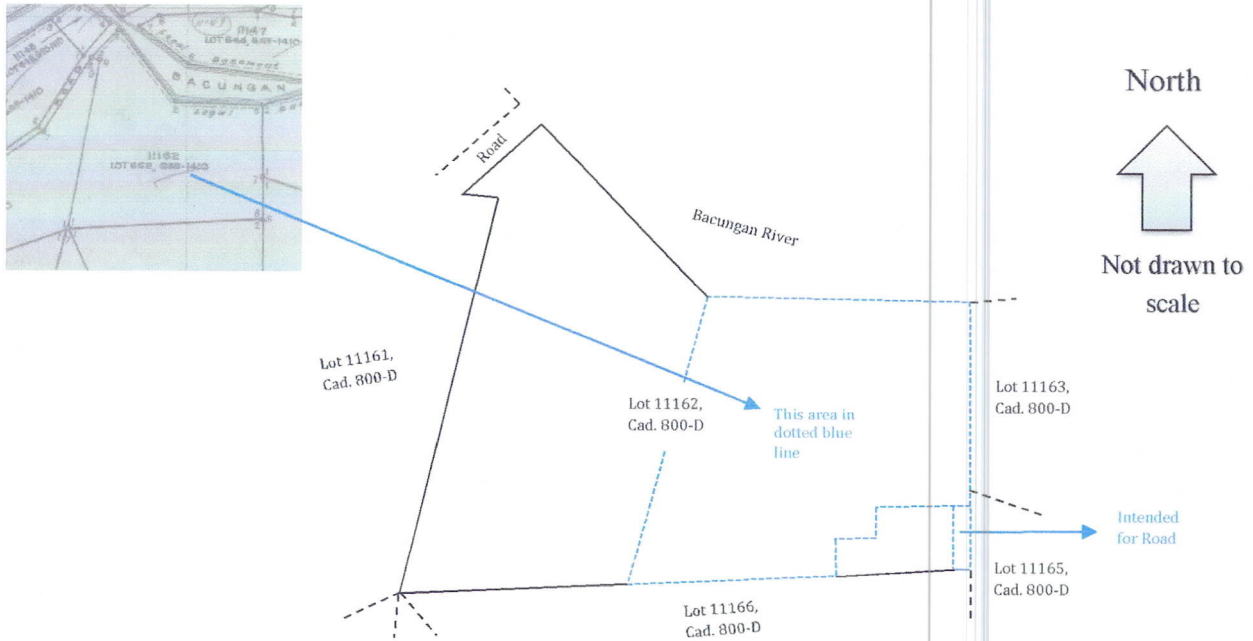 11147
BACUNGAN
11162
Road
Bacungan River
North
Not drawn to
scale
Lot 11161,
Cad. 800-D
Lot 11162,
Cad. 800-D
This area in
dotted blue
line
Lot 11163,
Cad. 800-D
Intended
for Road
Lot 11165,
Cad. 800-D
Lot 11166,
Cad. 800-D